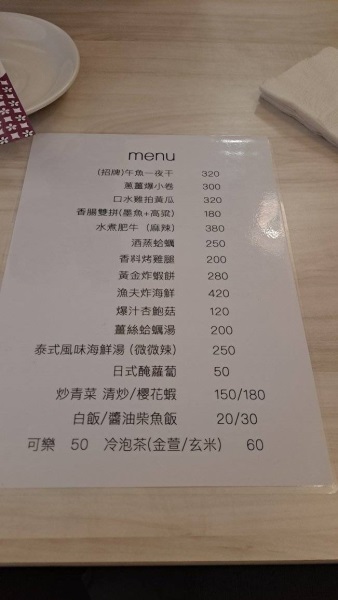 menu
(招牌)午魚一夜干 320
蔥薑爆小卷 300
口水雞拍黃瓜 320
香腸雙拼(墨魚+高粱) 180
水煮肥牛 (麻辣) 380
酒蒸蛤蠣 250
香料烤雞腿 200
黃金炸蝦餅 280
漁夫炸海鮮 420
爆汁杏鮑菇 120
薑絲蛤蠣湯 200
泰式風味海鮮湯 (微微辣) 250
日式醃蘿蔔 50
炒青菜 清炒/櫻花蝦 150/180
白飯/醬油柴魚飯 20/30
可樂 50 冷泡茶(金萱/玄米) 60